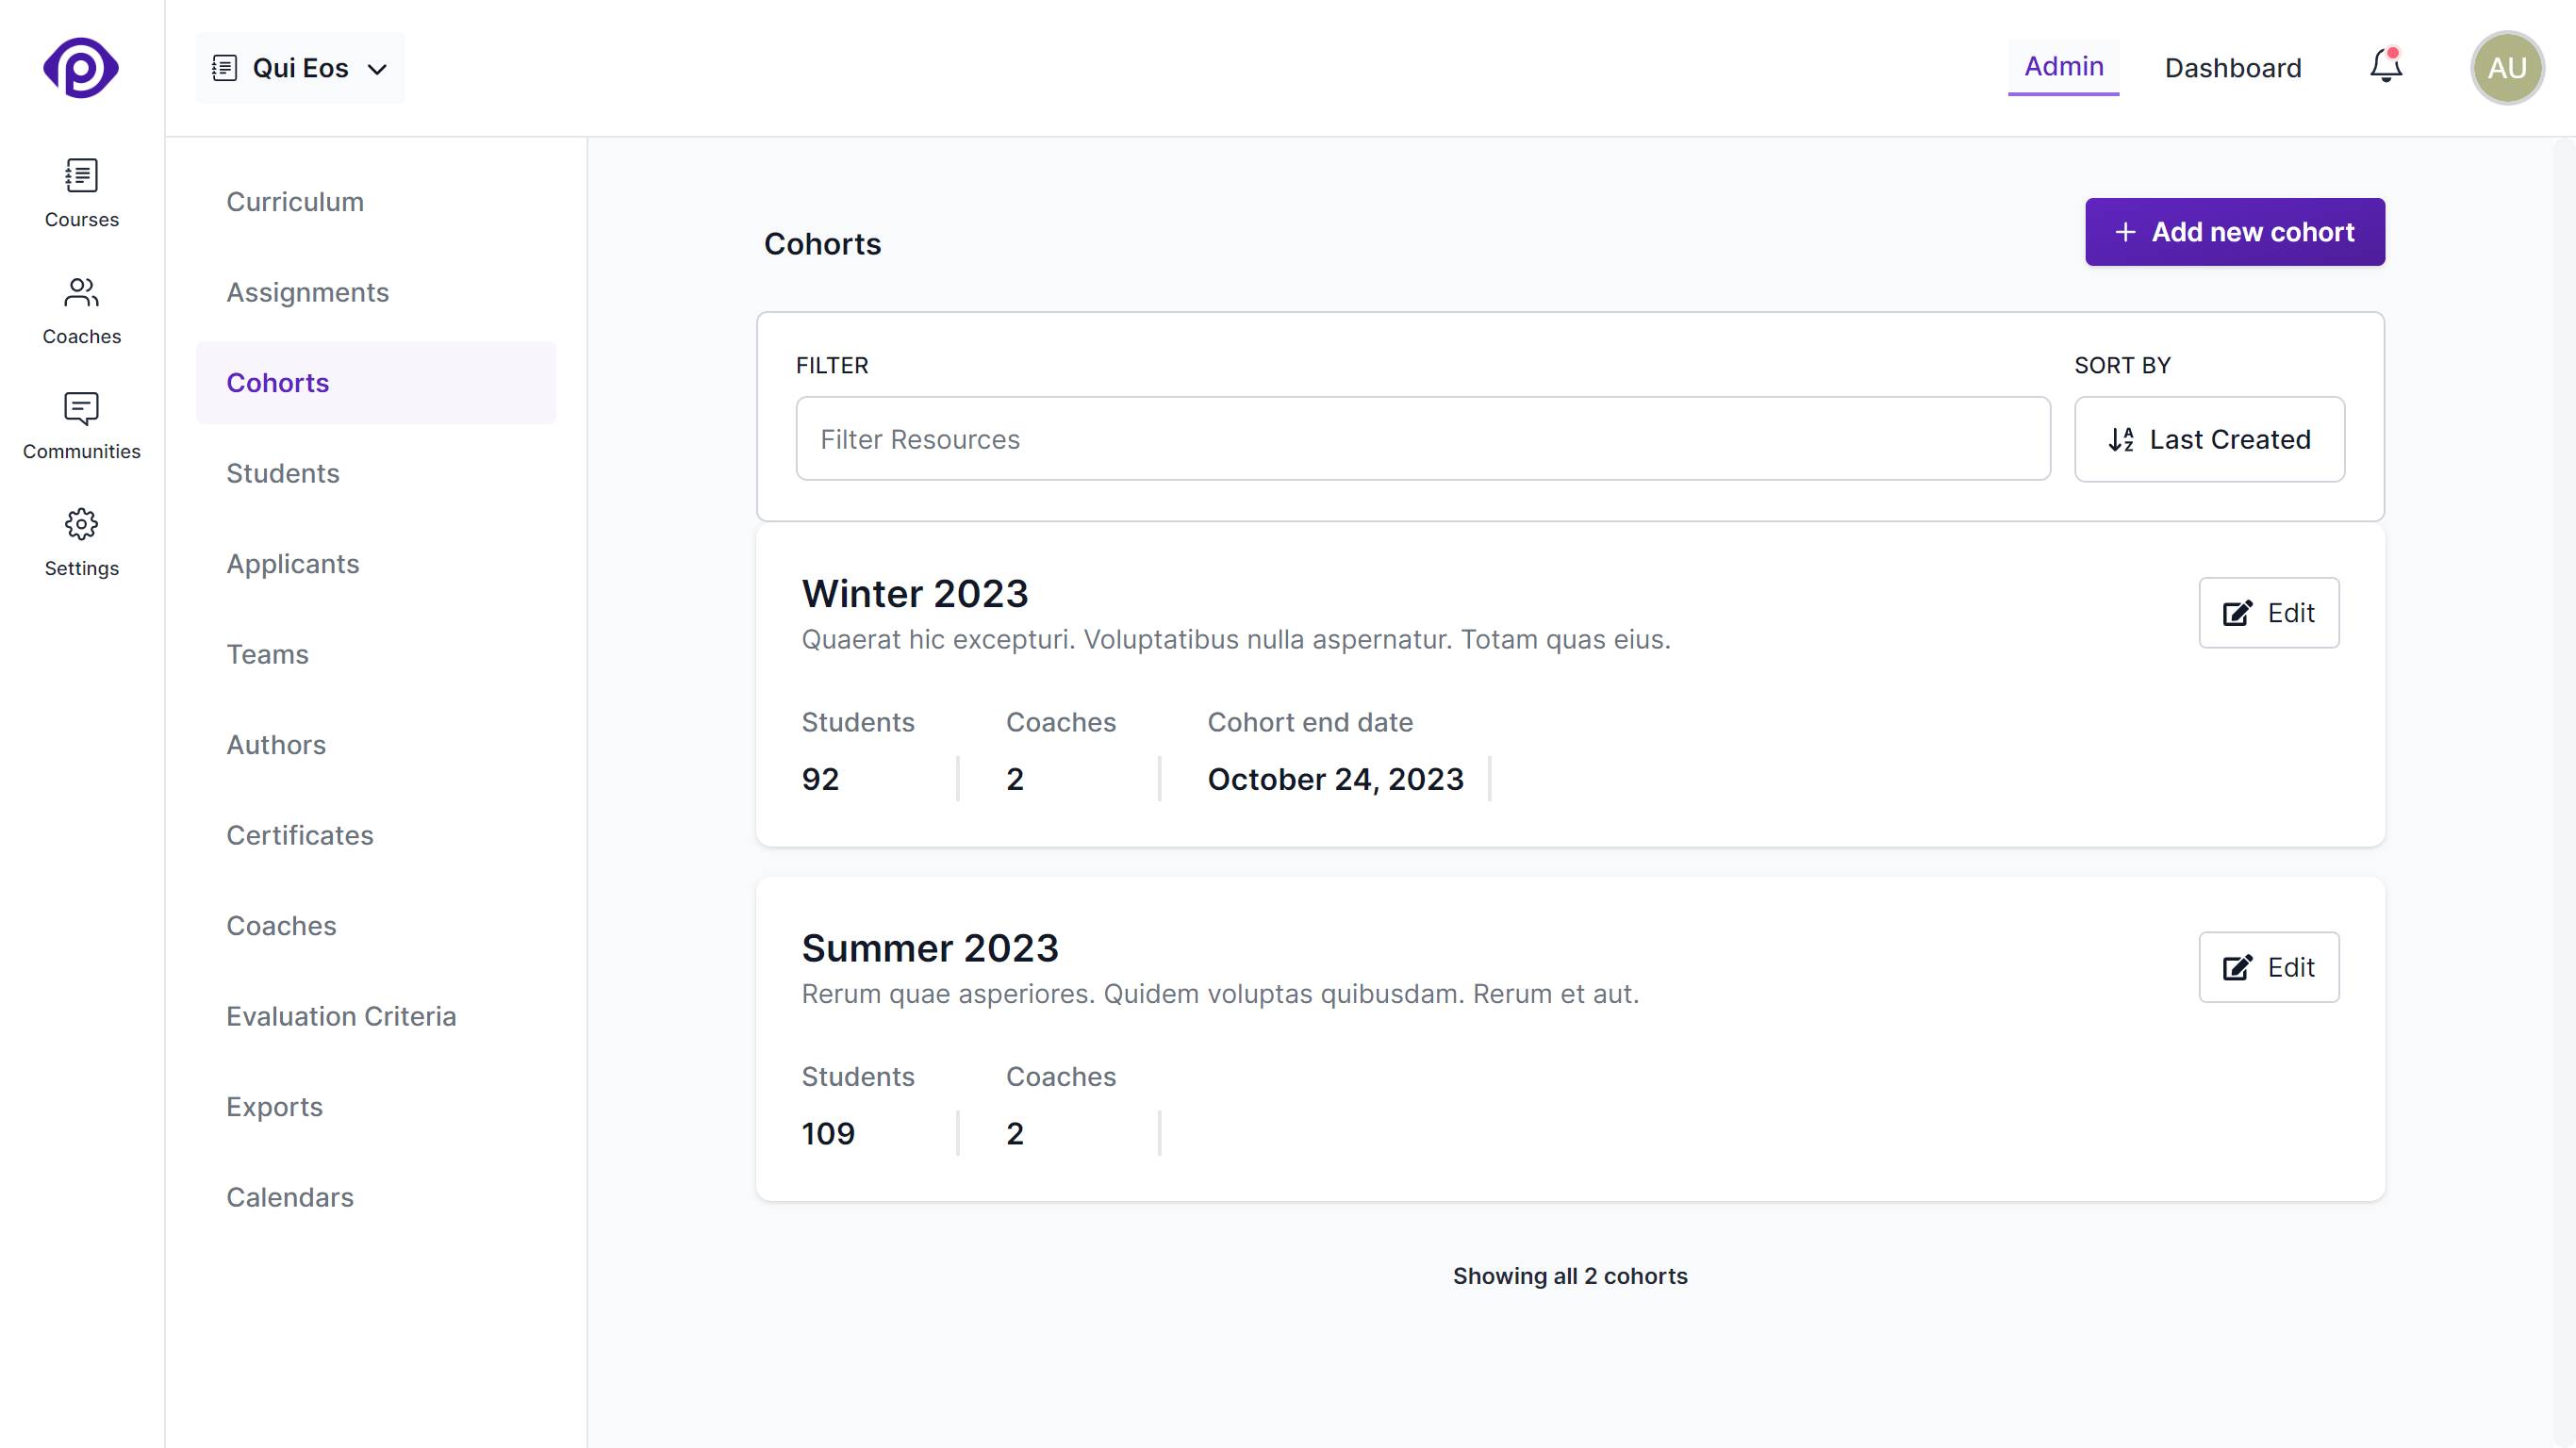 Qui Eos
Admin
Dashboard
AU
Courses
Coaches
Communities
Settings
Curriculum
Assignments
Cohorts
Students
Applicants
Teams
Authors
Certificates
Coaches
Evaluation Criteria
Exports
Calendars
Cohorts
Add new cohort
FILTER
Filter Resources
SORT BY
Last Created
Winter 2023
Quaerat hic excepturi. Voluptatibus nulla aspernatur. Totam quas eius.
Edit
Students
Coaches
Cohort end date
92
2
October 24, 2023
Summer 2023
Rerum quae asperiores. Quidem voluptas quibusdam. Rerum et aut.
Edit
Students
Coaches
109
2
Showing all 2 cohorts